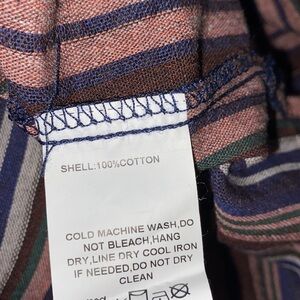 SHELL:100%COTTON
COLD MACHINE WASH,DO
NOT BLEACH,HANG
DRY,LINE DRY COOL IRON
IF NEEDED,DO NOT DRY
CLEAN